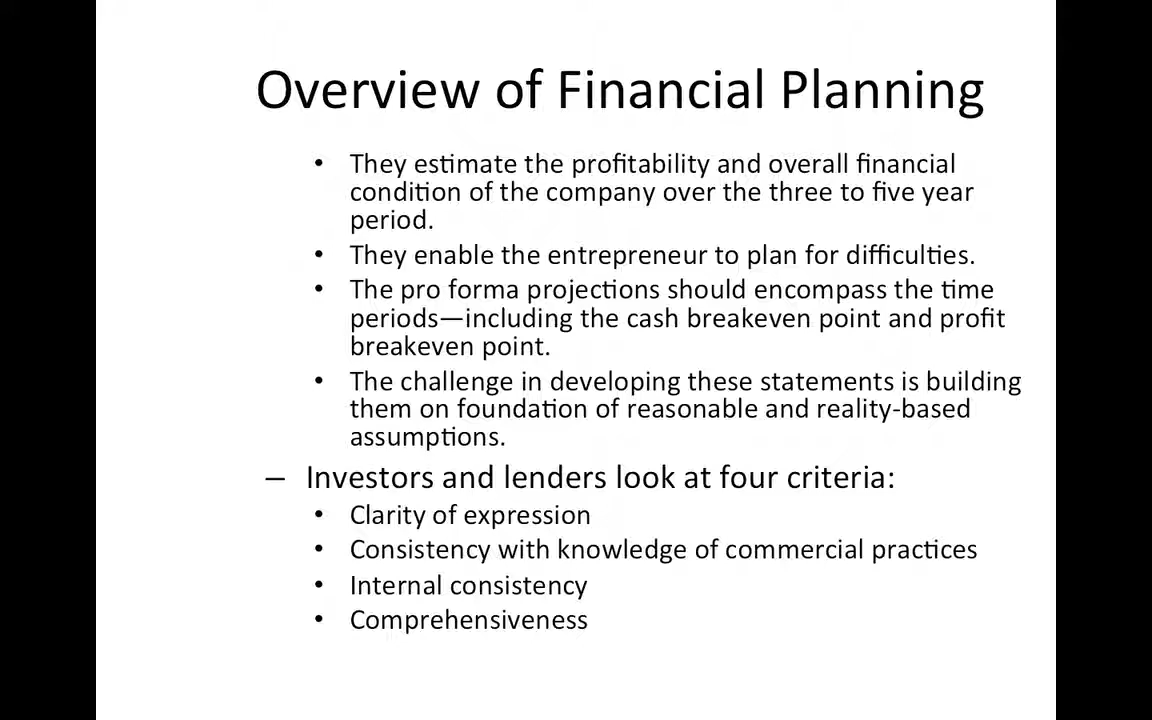 Overview of Financial Planning
• They estimate the profitability and overall financial
condition of the company over the three to five year
period.
• They enable the entrepreneur to plan for difficulties.
• The pro forma projections should encompass the time
periods—including the cash breakeven point and profit
breakeven point.
• The challenge in developing these statements is building
them on foundation of reasonable and reality-based
assumptions.
– Investors and lenders look at four criteria:
• Clarity of expression
• Consistency with knowledge of commercial practices
• Internal consistency
• Comprehensiveness